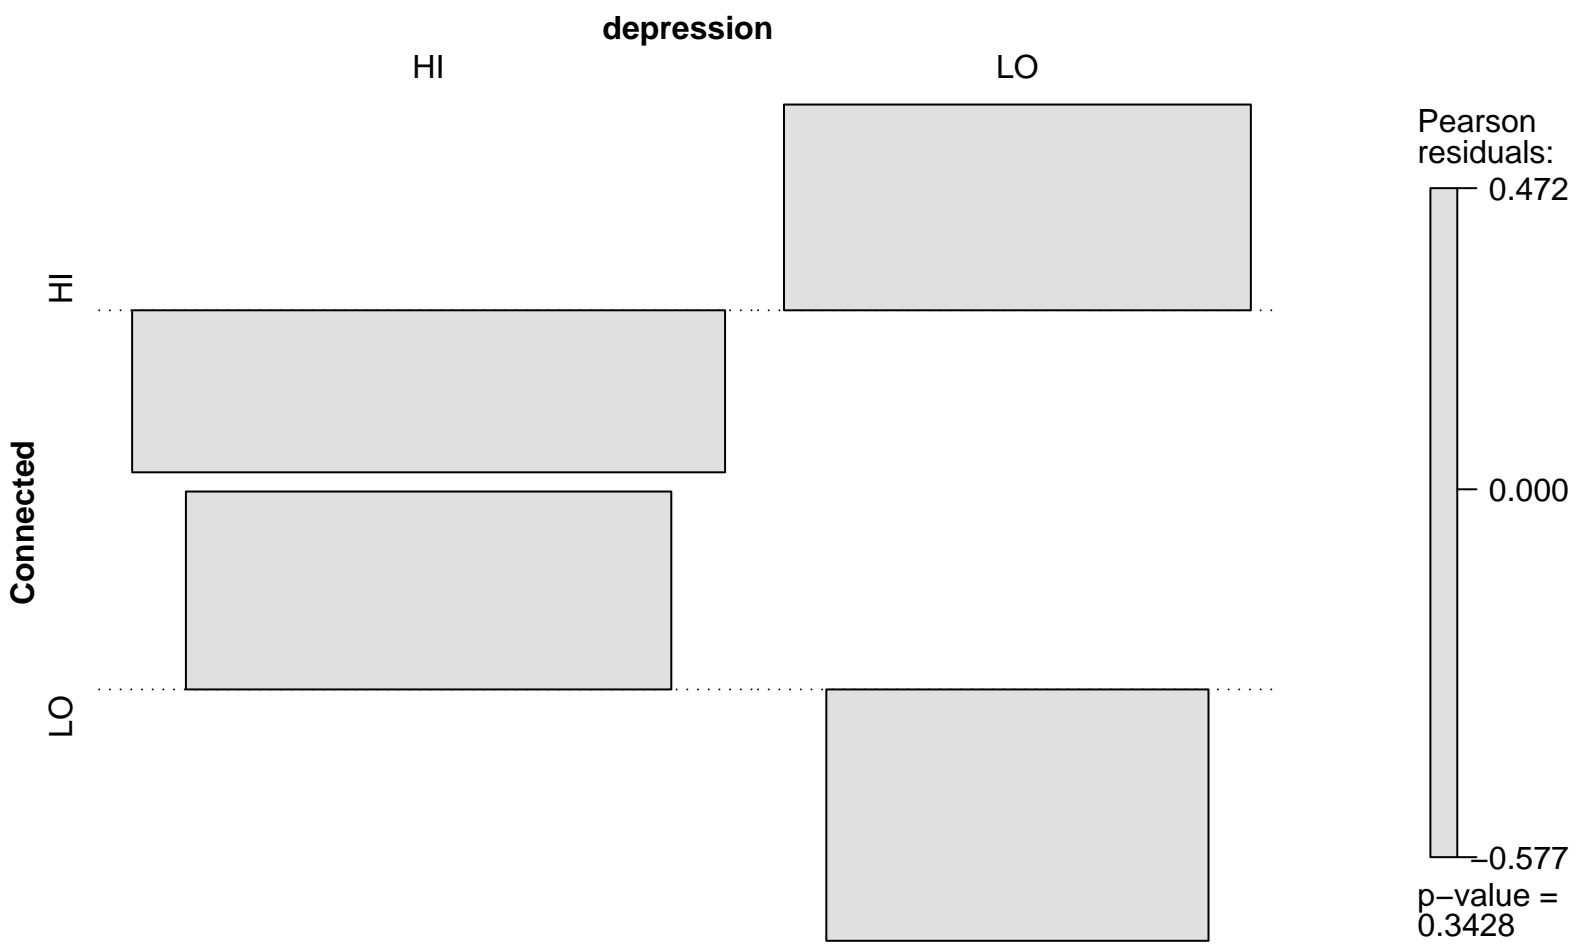 depression
HI
LO
Connected
HI
LO
Pearson
residuals:
0.472
0.000
−0.577
p−value =
0.3428